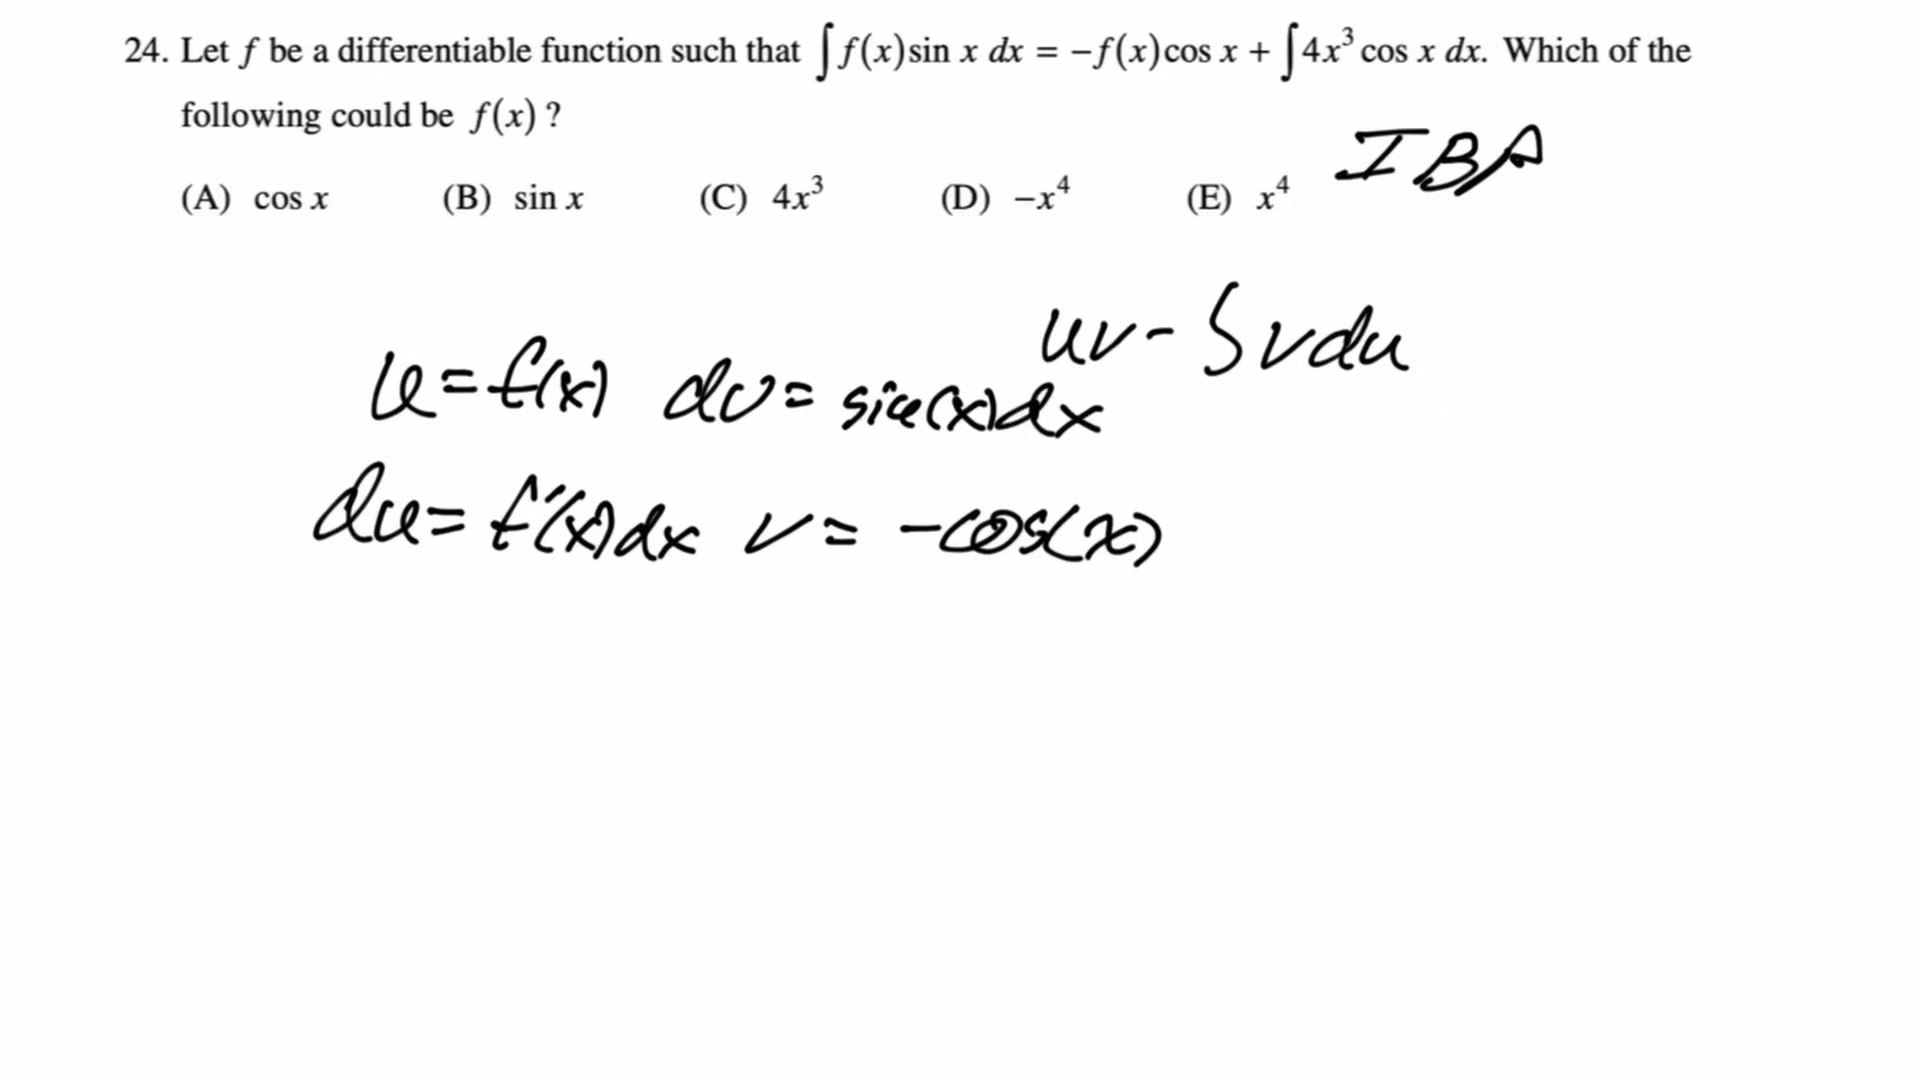 24. Let f be a differentiable function such that ∫ f(x) sin x dx = −f(x) cos x + ∫ 4x³ cos x dx. Which of the
following could be f(x) ?
IBP
(A) cos x (B) sin x (C) 4x³ (D) −x⁴ (E) x⁴
uv - ∫vdu
u = f(x) dv = sin(x)dx
du = f'(x)dx v = -cos(x)